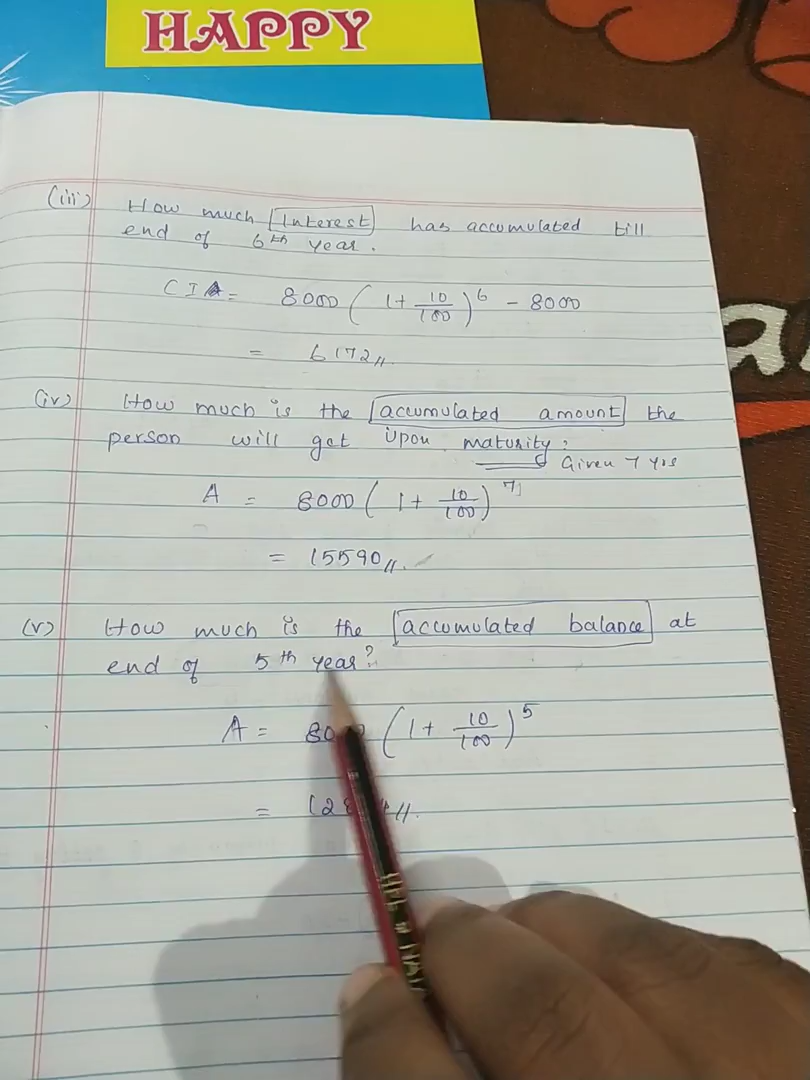 HAPPY
(iii) How much interest has accumulated till
end of 6th year.
CI = 8000 (1 + 10/100)^6 - 8000
= 6172//.
(iv) How much is the accumulated amount the
person will get upon maturity?
Given 7 yrs
A = 8000 (1 + 10/100)^7
= 15590//.
(v) How much is the accumulated balance at
end of 5th year?
A = (1 + 10/100)^5
=